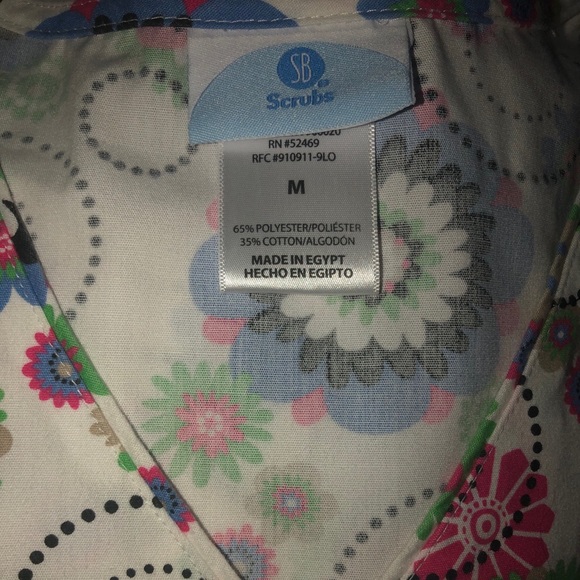 SB
Scrubs
RN #52469
RFC #910911-9LO
M
65% POLYESTER/POLIÉSTER
35% COTTON/ALGODÓN
MADE IN EGYPT
HECHO EN EGIPTO